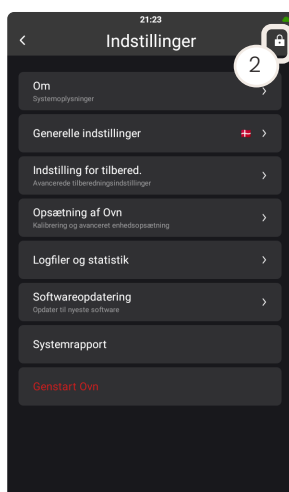 21:23
Indstillinger
2
Om
Systemoplysninger
Generelle indstillinger
Indstilling for tilbered.
Avancerede tilberedningsindstillinger
Opsætning af Ovn
Kalibrering og avanceret enhedsopsætning
Logfiler og statistik
Softwareopdatering
Opdater til nyeste software
Systemrapport
Genstart Ovn